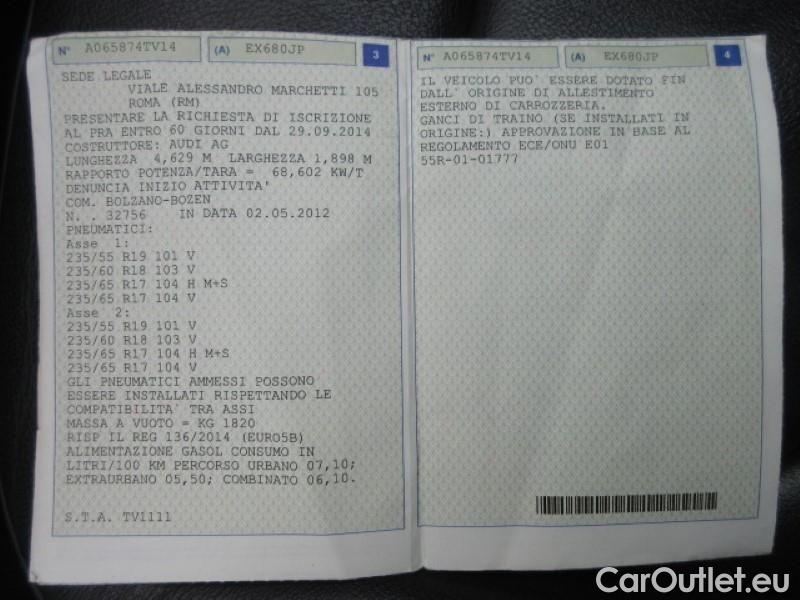 N° A065874TV14 (A) EX680JP 3
SEDE LEGALE
VIALE ALESSANDRO MARCHETTI 105
ROMA (RM)
PRESENTARE LA RICHIESTA DI ISCRIZIONE
AL PRA ENTRO 60 GIORNI DAL 29.09.2014
COSTRUTTORE: AUDI AG
LUNGHEZZA 4,629 M LARGHEZZA 1,898 M
RAPPORTO POTENZA/TARA = 68,602 KW/T
DENUNCIA INIZIO ATTIVITA'
COM. BOLZANO-BOZEN
N. . 32756 IN DATA 02.05.2012
PNEUMATICI:
Asse 1:
235/55 R19 101 V
235/60 R18 103 V
235/65 R17 104 H M+S
235/65 R17 104 V
Asse 2:
235/55 R19 101 V
235/60 R18 103 V
235/65 R17 104 H M+S
235/65 R17 104 V
GLI PNEUMATICI AMMESSI POSSONO
ESSERE INSTALLATI RISPETTANDO LE
COMPATIBILITA' TRA ASSI
MASSA A VUOTO = KG 1820
RISP IL REG 136/2014 (EURO5B)
ALIMENTAZIONE GASOL CONSUMO IN
LITRI/100 KM PERCORSO URBANO 07,10;
EXTRAURBANO 05,50; COMBINATO 06,10.
S.T.A. TV1111
N° A065874TV14 (A) EX680JP 4
IL VEICOLO PUO' ESSERE DOTATO FIN
DALL' ORIGINE DI ALLESTIMENTO
ESTERNO DI CARROZZERIA.
GANCI DI TRAINO (SE INSTALLATI IN
ORIGINE:) APPROVAZIONE IN BASE AL
REGOLAMENTO ECE/ONU E01
55R-01-01777
CarOutlet.eu